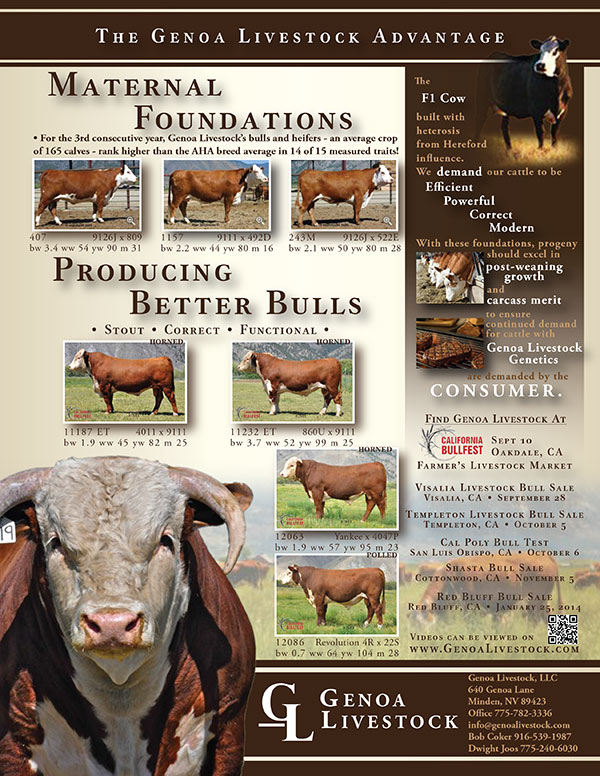 The Genoa Livestock Advantage
Maternal
Foundations
• For the 3rd consecutive year, Genoa Livestock's bulls and heifers - an average crop
of 165 calves - rank higher than the AHA breed average in 14 of 15 measured traits!
407 9126J x 809
bw 3.4 ww 54 yw 90 m 31
1157 9111 x 492D
bw 2.2 ww 44 yw 80 m 16
243M 9126J x 522E
bw 2.1 ww 50 yw 80 m 28
Producing
Better Bulls
• Stout • Correct • Functional •
HORNED
CALIFORNIA
BULLFEST
11187 ET 4011 x 9111
bw 1.9 ww 45 yw 82 m 25
HORNED
CALIFORNIA
BULLFEST
11232 ET 860U x 9111
bw 3.7 ww 52 yw 99 m 25
HORNED
CALIFORNIA
BULLFEST
12063 Yankee x 4047P
bw 1.9 ww 57 yw 95 m 23
POLLED
CALIFORNIA
BULLFEST
12086 Revolution 4R x 22S
bw 0.7 ww 64 yw 104 m 28
The
F1 Cow
built with
heterosis
from Hereford
influence.
We demand our cattle to be
Efficient
Powerful
Correct
Modern
With these foundations, progeny
should excel in
post-weaning
growth
and
carcass merit
to ensure
continued demand
for cattle with
Genoa Livestock
Genetics
are demanded by the
CONSUMER.
Find Genoa Livestock At
CALIFORNIA
BULLFEST
Sept 10
Oakdale, CA
Farmer's Livestock Market
Visalia Livestock Bull Sale
Visalia, CA • September 28
Templeton Livestock Bull Sale
Templeton, CA • October 5
Cal Poly Bull Test
San Luis Obispo, CA • October 6
Shasta Bull Sale
Cottonwood, CA • November 5
Red Bluff Bull Sale
Red Bluff, CA • January 25, 2014
Videos can be viewed on
www.GenoaLivestock.com
GL
Genoa
Livestock
Genoa Livestock, LLC
640 Genoa Lane
Minden, NV 89423
Office 775-782-3336
info@genoalivestock.com
Bob Coker 916-539-1987
Dwight Joos 775-240-6030